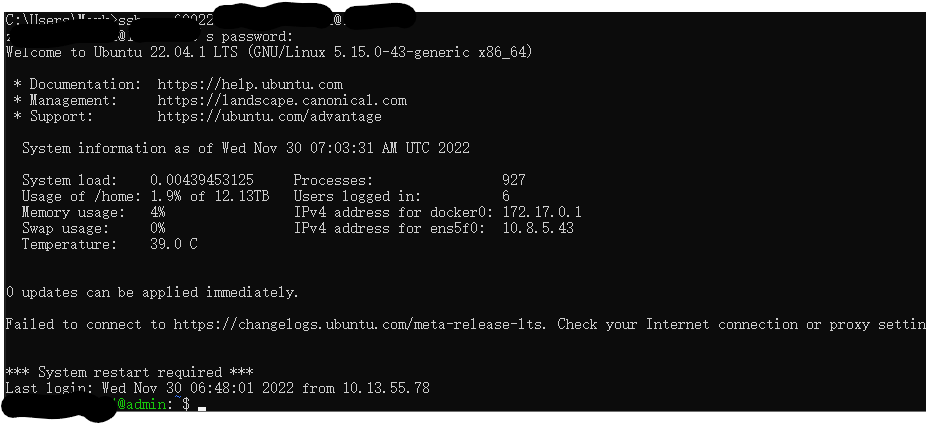 C:\Users\Mark>ssh
@ s password:
Welcome to Ubuntu 22.04.1 LTS (GNU/Linux 5.15.0-43-generic x86_64)
* Documentation: https://help.ubuntu.com
* Management: https://landscape.canonical.com
* Support: https://ubuntu.com/advantage
System information as of Wed Nov 30 07:03:31 AM UTC 2022
System load: 0.00439453125 Processes: 927
Usage of /home: 1.9% of 12.13TB Users logged in: 6
Memory usage: 4% IPv4 address for docker0: 172.17.0.1
Swap usage: 0% IPv4 address for ens5f0: 10.8.5.43
Temperature: 39.0 C
0 updates can be applied immediately.
Failed to connect to https://changelogs.ubuntu.com/meta-release-lts. Check your Internet connection or proxy settin
*** System restart required ***
Last login: Wed Nov 30 06:48:01 2022 from 10.13.55.78
@admin:~$